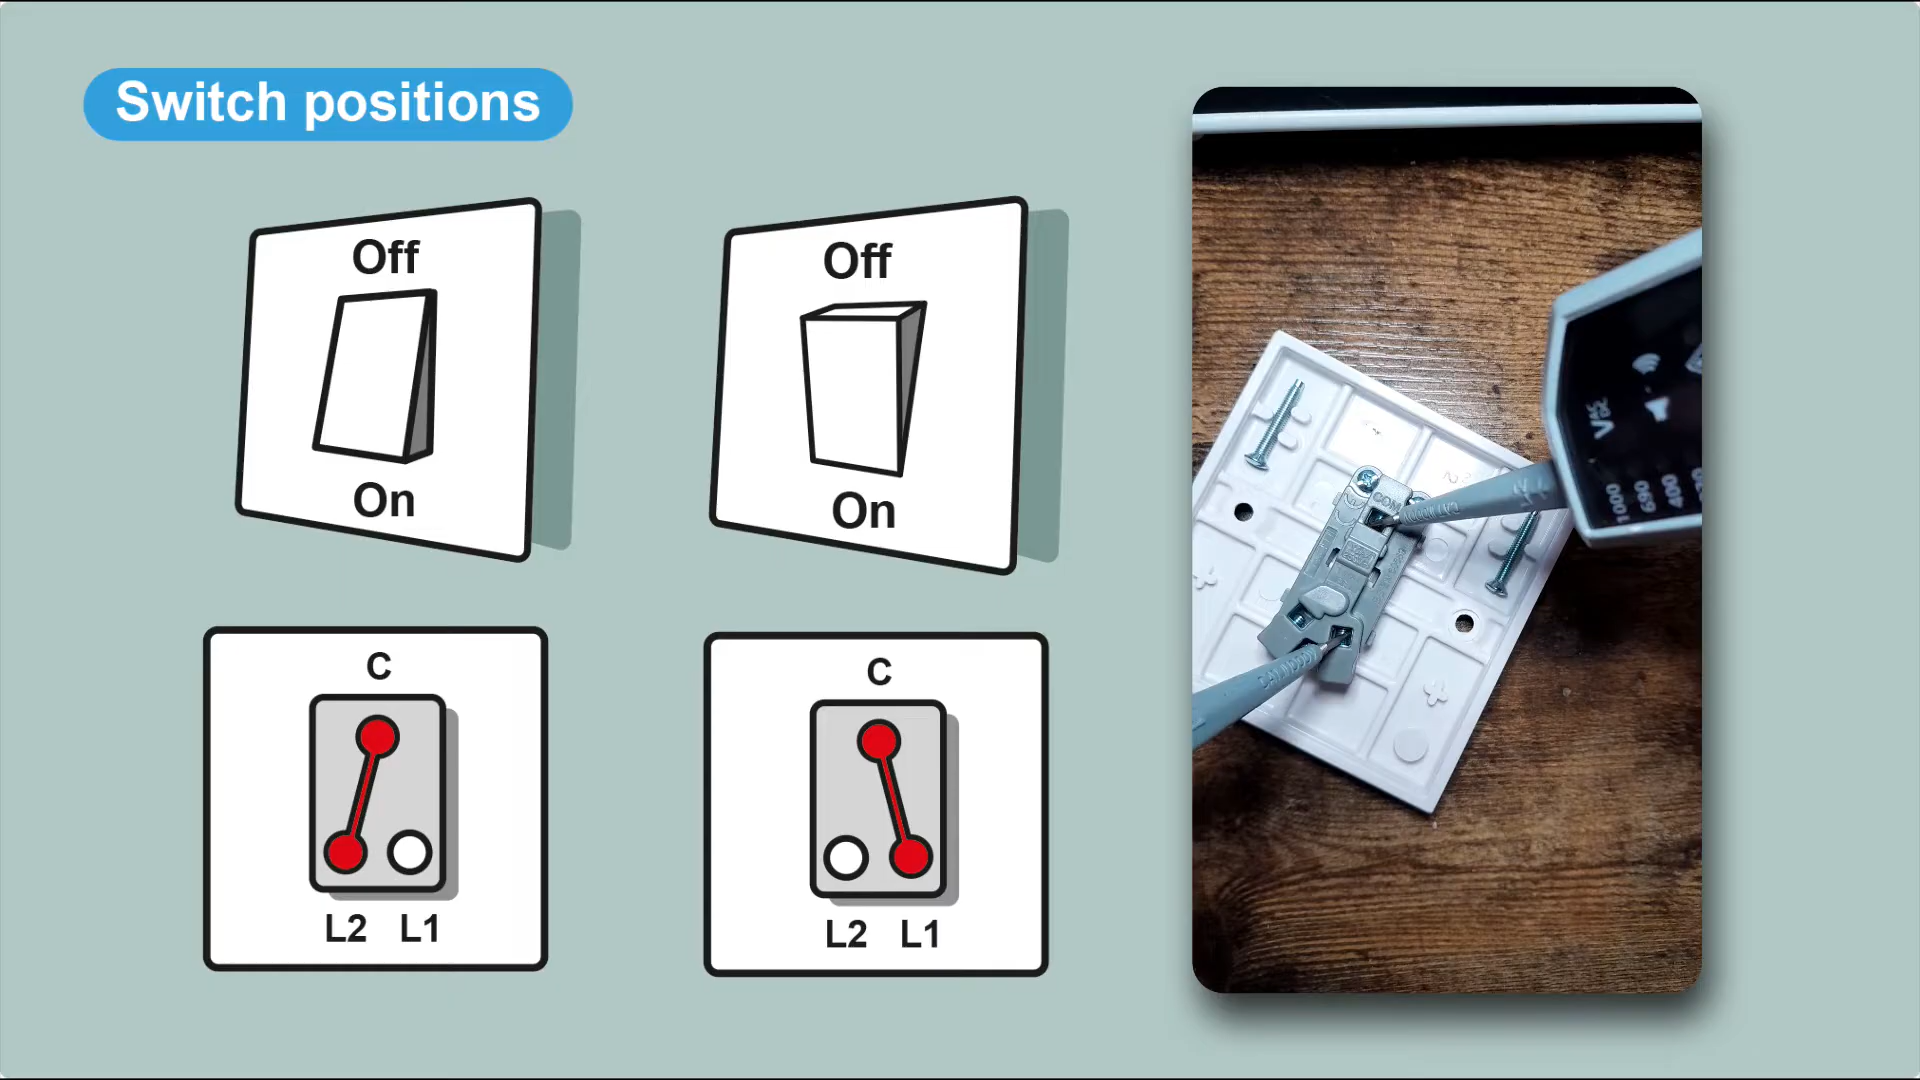 Switch positions
Off
On
Off
On
C
L2 L1
C
L2 L1
COM
1000
690
400